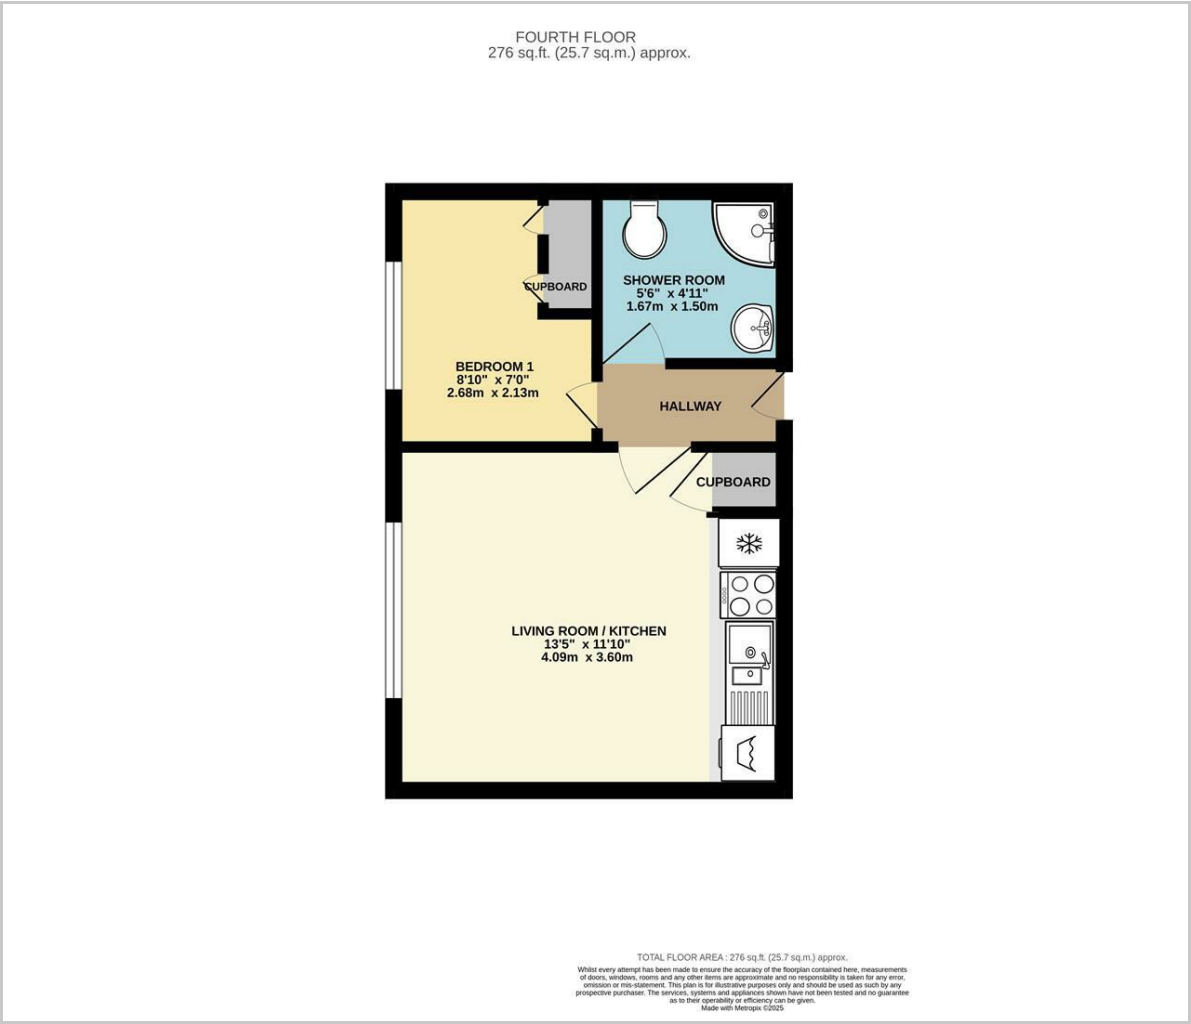 FOURTH FLOOR
276 sq.ft. (25.7 sq.m.) approx.
CUPBOARD
SHOWER ROOM
5'6" x 4'11"
1.67m x 1.50m
BEDROOM 1
8'10" x 7'0"
2.68m x 2.13m
HALLWAY
CUPBOARD
LIVING ROOM / KITCHEN
13'5" x 11'10"
4.09m x 3.60m
TOTAL FLOOR AREA : 276 sq.ft. (25.7 sq.m.) approx.
Whilst every attempt has been made to ensure the accuracy of the floorplan contained here, measurements
of doors, windows, rooms and any other items are approximate and no responsibility is taken for any error,
omission or mis-statement. This plan is for illustrative purposes only and should be used as such by any
prospective purchaser. The services, systems and appliances shown have not been tested and no guarantee
as to their operability or efficiency can be given.
Made with Metropix ©2025